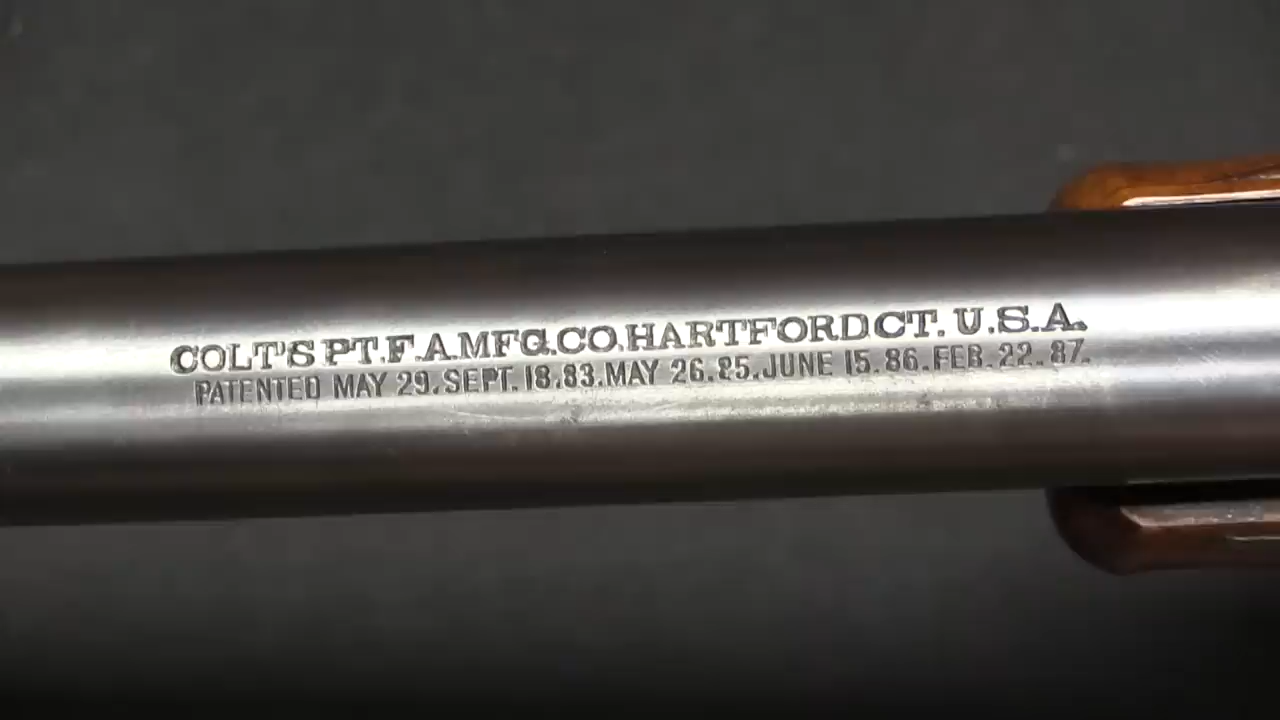 COLT'S PT.F.A.MFG.CO.HARTFORD CT. U.S.A.
PATENTED MAY 29.SEPT.18.83.MAY 26.85.JUNE 15.86.FEB.22.87.